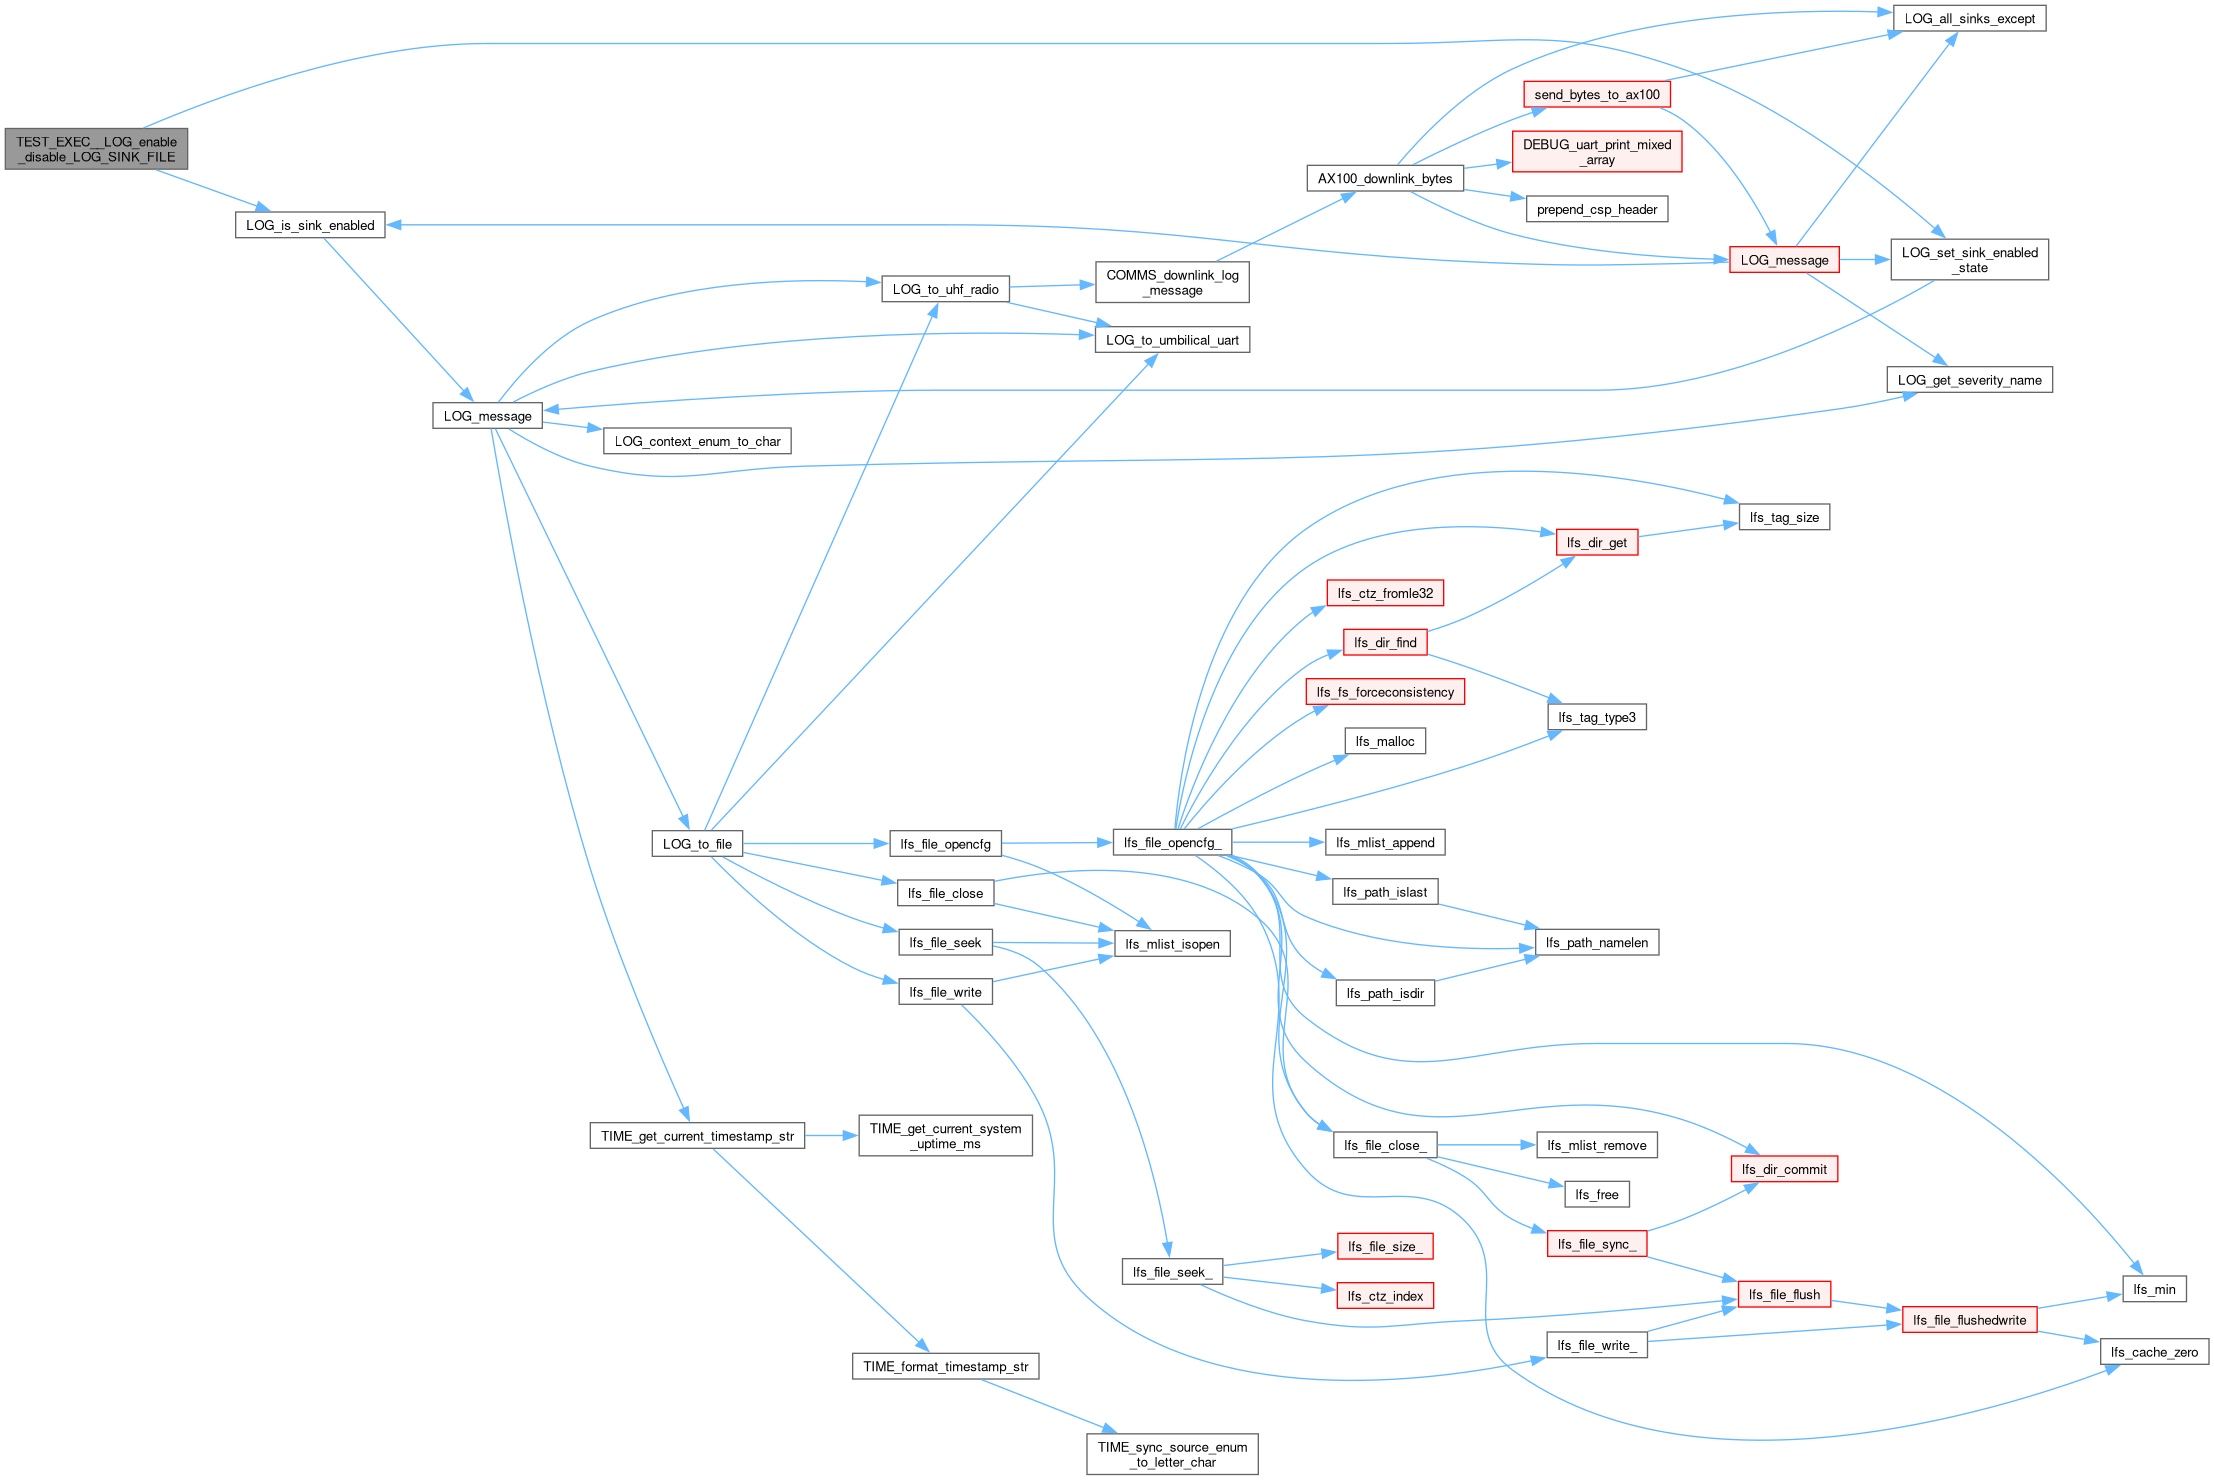 TEST_EXEC__LOG_enable
_disable_LOG_SINK_FILE
LOG_is_sink_enabled
LOG_message
LOG_to_uhf_radio
LOG_context_enum_to_char
LOG_to_file
TIME_get_current_timestamp_str
TIME_get_current_system
_uptime_ms
TIME_format_timestamp_str
TIME_sync_source_enum
_to_letter_char
COMMS_downlink_log
_message
LOG_to_umbilical_uart
AX100_downlink_bytes
send_bytes_to_ax100
DEBUG_uart_print_mixed
_array
prepend_csp_header
LOG_message
LOG_all_sinks_except
LOG_set_sink_enabled
_state
LOG_get_severity_name
lfs_file_opencfg
lfs_file_close
lfs_file_seek
lfs_file_write
lfs_file_opencfg_
lfs_mlist_isopen
lfs_tag_size
lfs_dir_get
lfs_ctz_fromle32
lfs_dir_find
lfs_fs_forceconsistency
lfs_tag_type3
lfs_malloc
lfs_mlist_append
lfs_path_islast
lfs_path_namelen
lfs_path_isdir
lfs_file_close_
lfs_mlist_remove
lfs_free
lfs_dir_commit
lfs_file_sync_
lfs_file_seek_
lfs_file_size_
lfs_ctz_index
lfs_file_flush
lfs_file_write_
lfs_file_flushedwrite
lfs_min
lfs_cache_zero